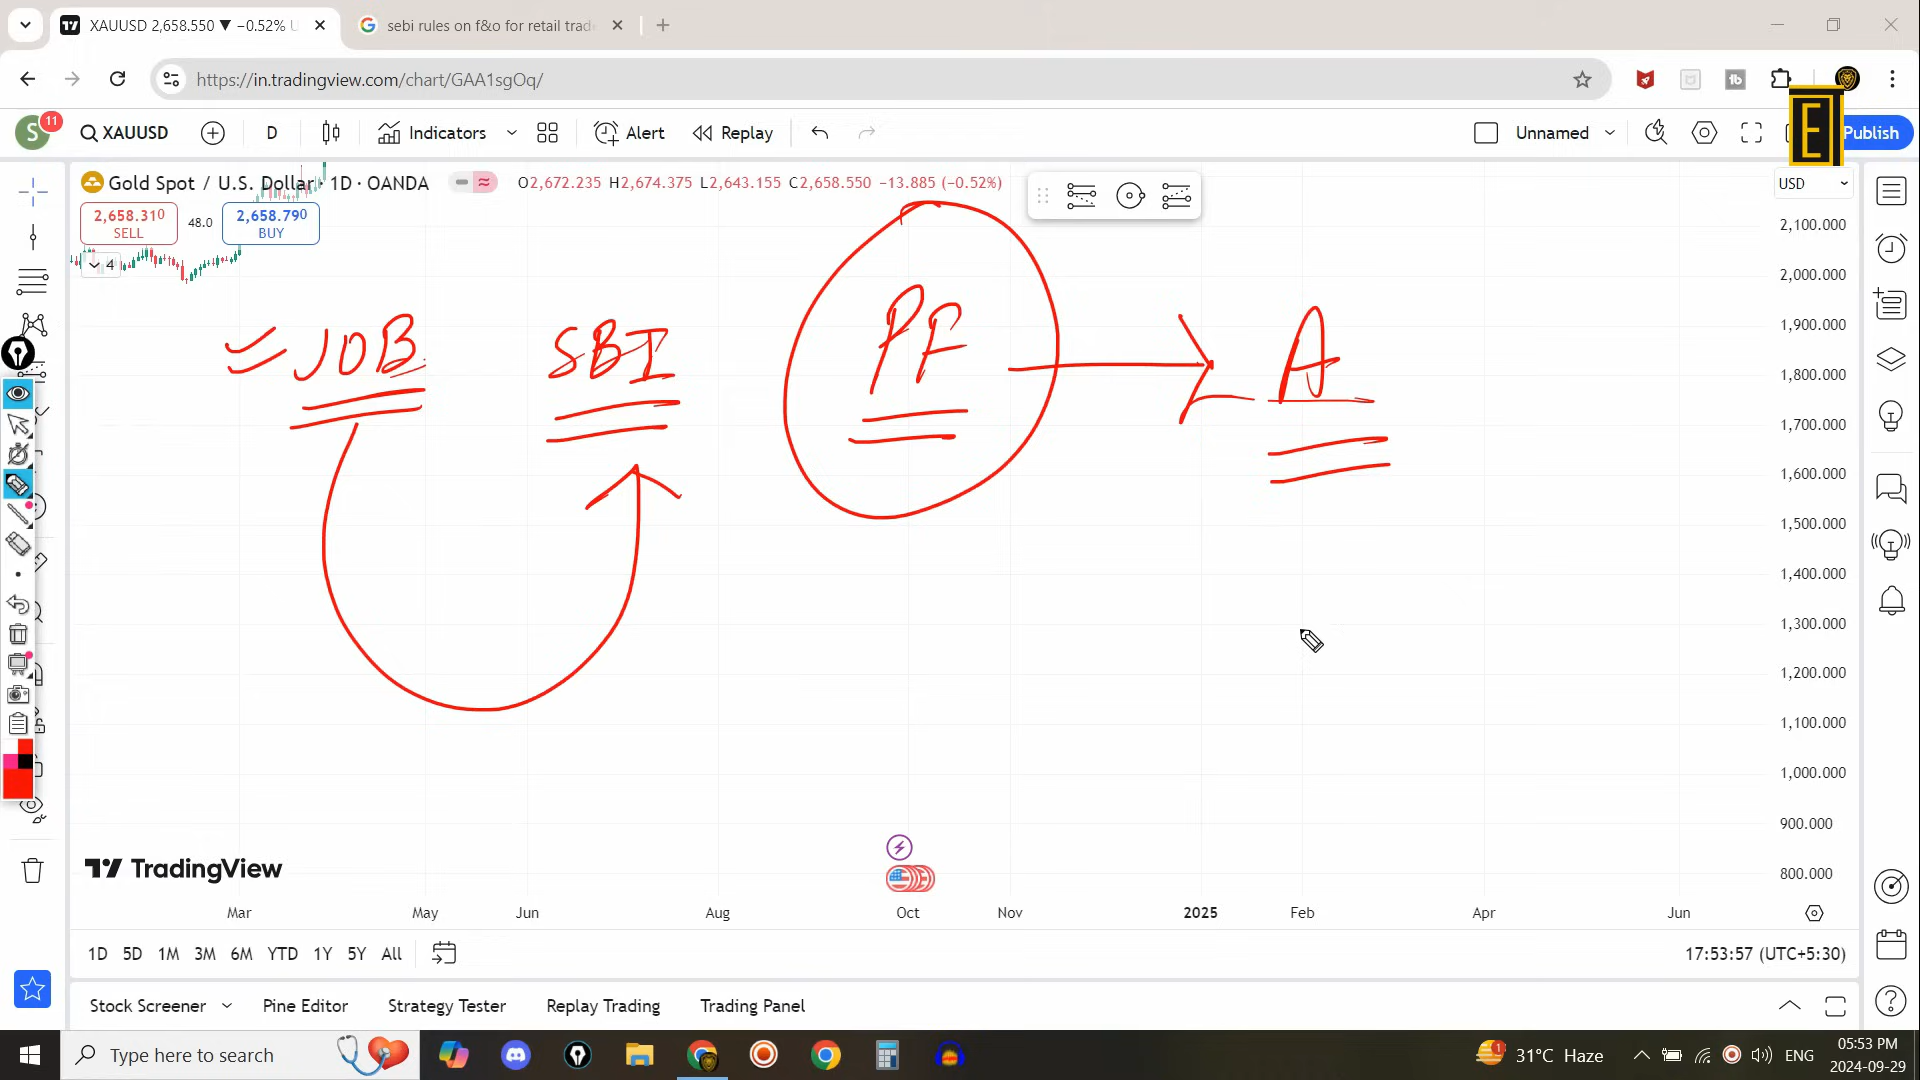 XAUUSD 2,658.550 ▼ −0.52% U
sebi rules on f&o for retail trad
https://in.tradingview.com/chart/GAA1sgOq/
S 11 XAUUSD D Indicators Alert Replay Unnamed E Publish
Gold Spot / U.S. Dollar · 1D · OANDA O2,672.235 H2,674.375 L2,643.155 C2,658.550 −13.885 (−0.52%) USD
2,658.310 48.0 2,658.790
SELL BUY
4
2,100.000
2,000.000
1,900.000
1,800.000
1,700.000
1,600.000
1,500.000
1,400.000
1,300.000
1,200.000
1,100.000
1,000.000
900.000
800.000
JOB SBI PF A
TradingView
Mar May Jun Aug Oct Nov 2025 Feb Apr Jun
1D 5D 1M 3M 6M YTD 1Y 5Y All 17:53:57 (UTC+5:30)
Stock Screener Pine Editor Strategy Tester Replay Trading Trading Panel
Type here to search 1 31°C Haze ENG 05:53 PM
2024-09-29